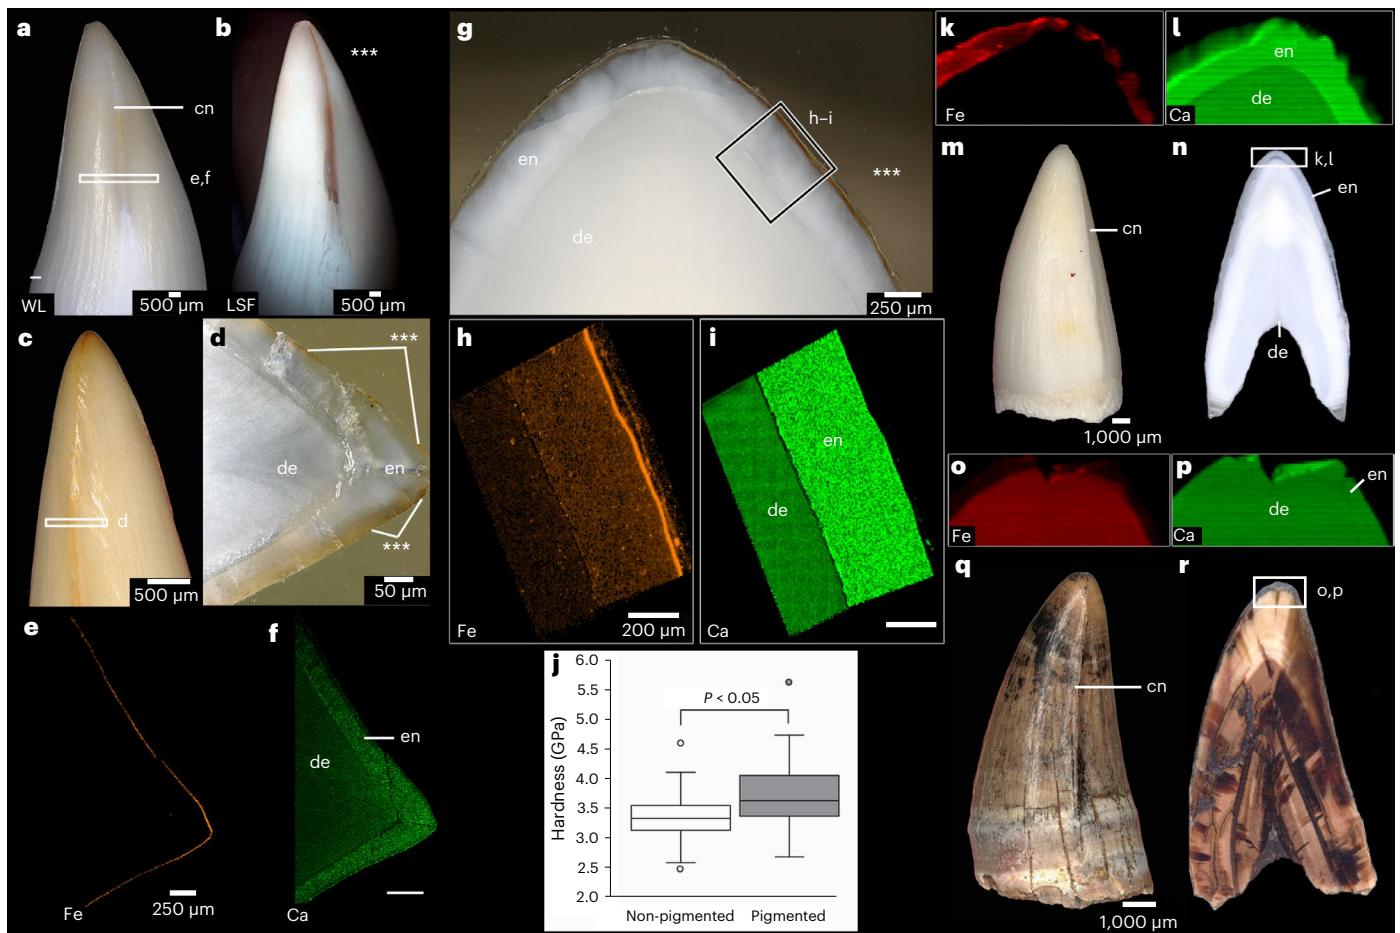 a
cn
e,f
WL
500 µm
b
***
LSF
500 µm
c
d
500 µm
d
***
de
en
***
50 µm
e
Fe
250 µm
f
en
de
Ca
g
h–i
en
***
de
250 µm
h
Fe
200 µm
i
en
de
Ca
j
6.0
5.5
5.0
4.5
4.0
3.5
3.0
2.5
2.0
Hardness (GPa)
P < 0.05
Non-pigmented
Pigmented
k
Fe
l
en
de
Ca
m
cn
1,000 µm
n
k,l
en
de
o
Fe
p
en
de
Ca
q
cn
1,000 µm
r
o,p